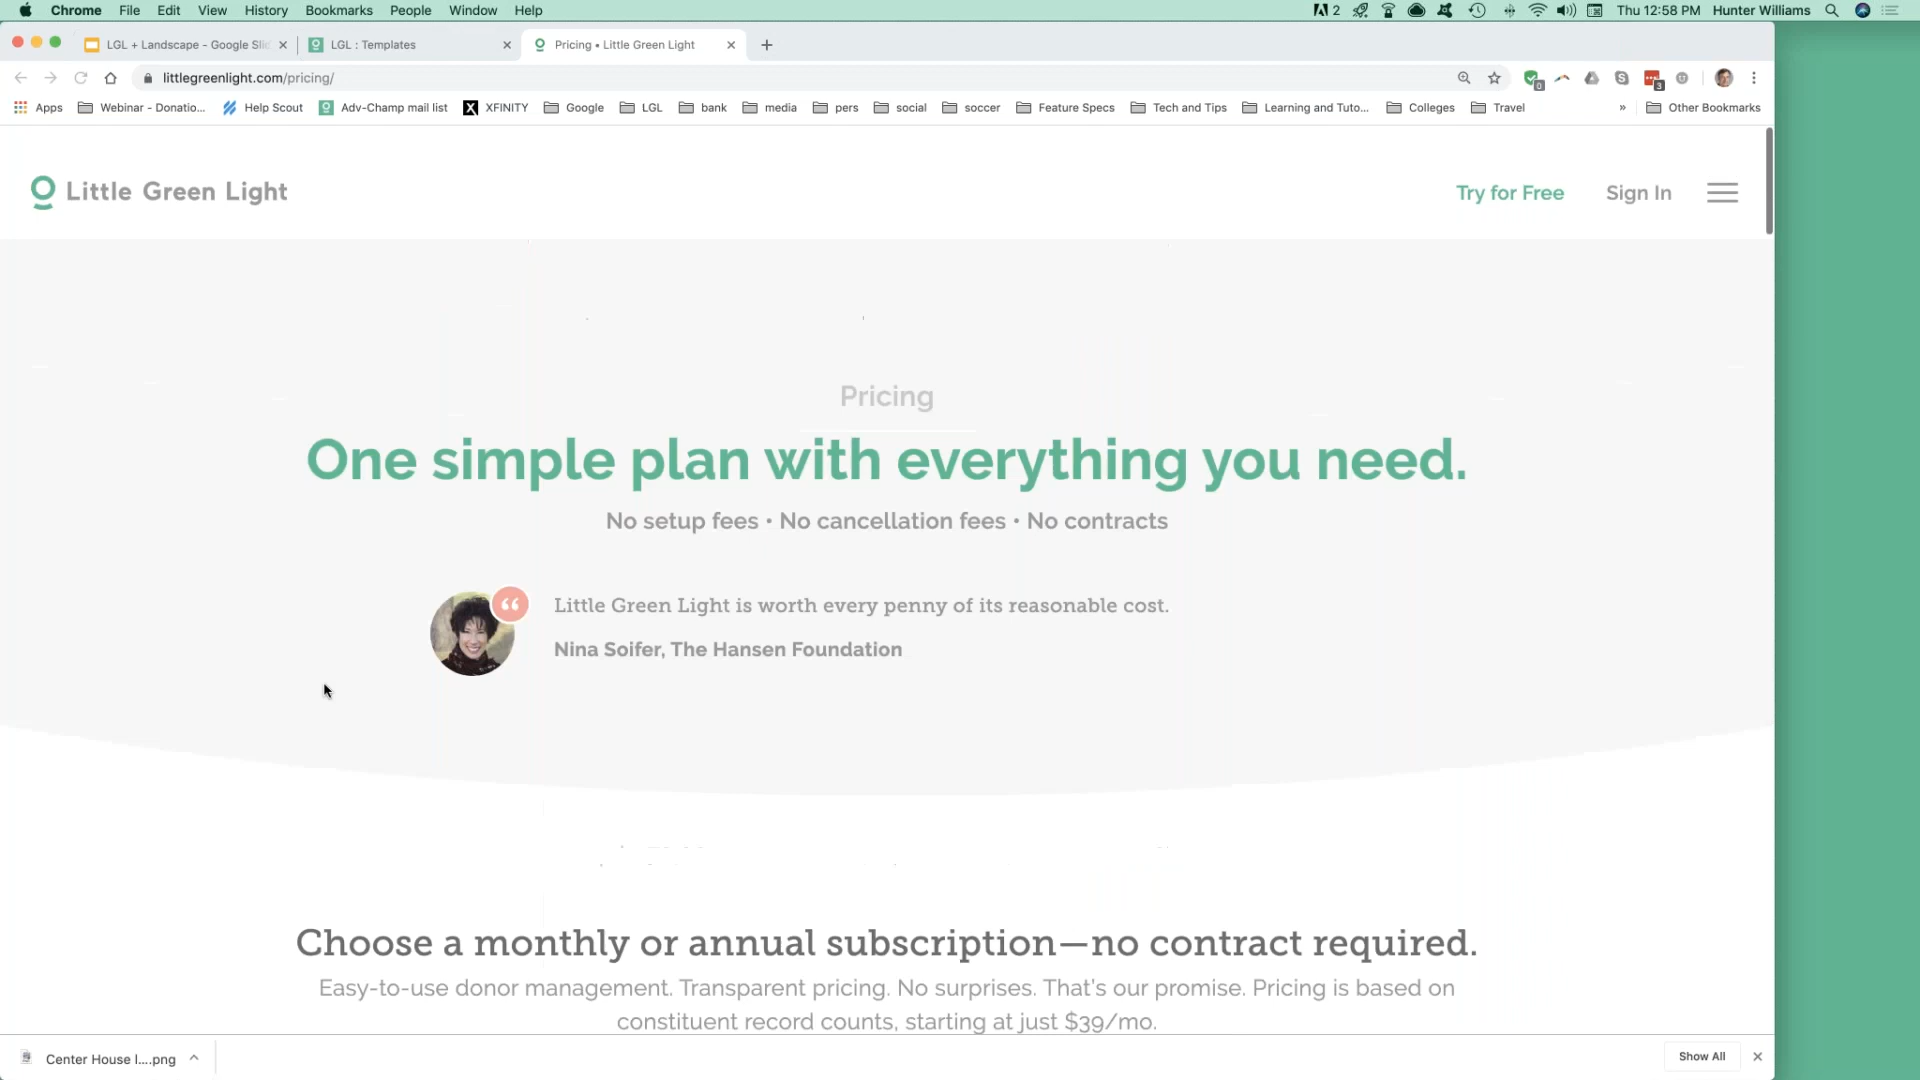 Chrome File Edit View History Bookmarks People Window Help 2 Thu 12:58 PM Hunter Williams
LGL + Landscape - Google Slid LGL : Templates Pricing • Little Green Light
littlegreenlight.com/pricing/
Apps Webinar - Donatio... Help Scout Adv-Champ mail list XFINITY Google LGL bank media pers social soccer Feature Specs Tech and Tips Learning and Tuto... Colleges Travel » Other Bookmarks
Little Green Light Try for Free Sign In
Pricing
One simple plan with everything you need.
No setup fees • No cancellation fees • No contracts
Little Green Light is worth every penny of its reasonable cost.
Nina Soifer, The Hansen Foundation
Choose a monthly or annual subscription—no contract required.
Easy-to-use donor management. Transparent pricing. No surprises. That's our promise. Pricing is based on
constituent record counts, starting at just $39/mo.
Center House I....png Show All